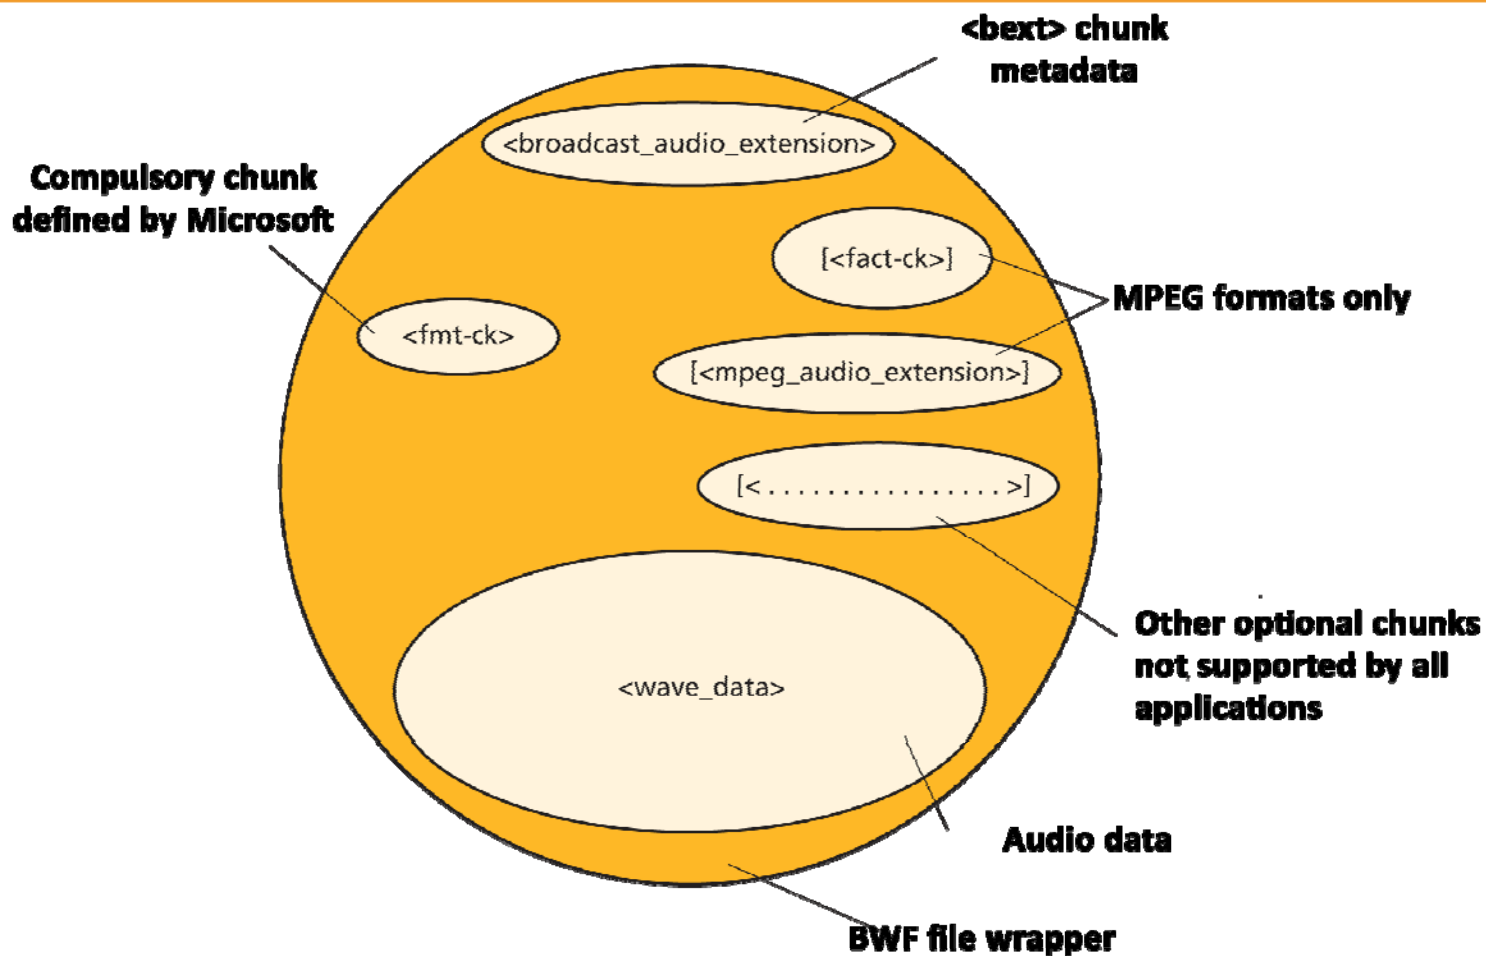 <bext> chunk
metadata
<broadcast_audio_extension>
Compulsory chunk
defined by Microsoft
[<fact-ck>]
MPEG formats only
<fmt-ck>
[<mpeg_audio_extension>]
[< . . . . . . . . . . . . . . . . >]
Other optional chunks
not supported by all
applications
<wave_data>
Audio data
BWF file wrapper